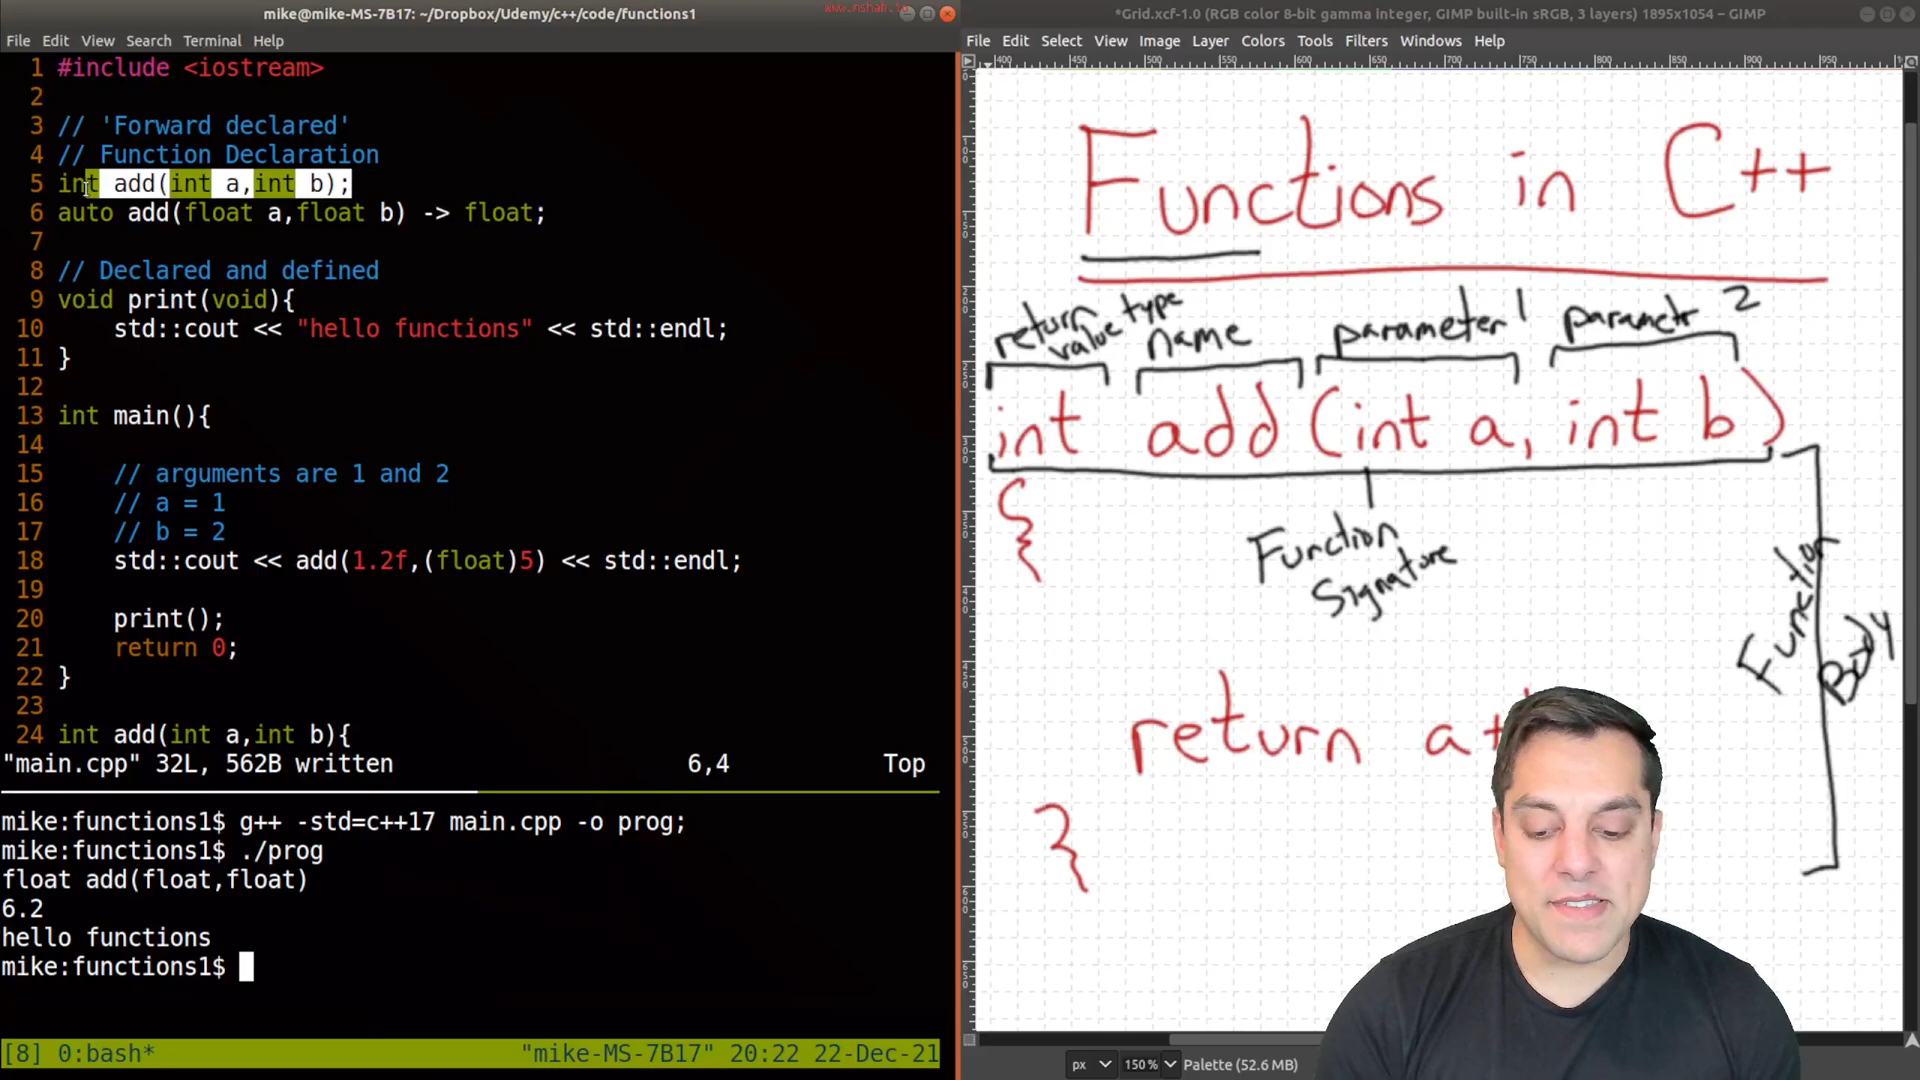 mike@mike-MS-7B17: ~/Dropbox/Udemy/c++/code/functions1
File Edit View Search Terminal Help
1 #include <iostream>
2
3 // 'Forward declared'
4 // Function Declaration
5 int add(int a,int b);
6 auto add(float a,float b) -> float;
7
8 // Declared and defined
9 void print(void){
10     std::cout << "hello functions" << std::endl;
11 }
12
13 int main(){
14
15     // arguments are 1 and 2
16     // a = 1
17     // b = 2
18     std::cout << add(1.2f,(float)5) << std::endl;
19
20     print();
21     return 0;
22 }
23
24 int add(int a,int b){
"main.cpp" 32L, 562B written 6,4 Top
mike:functions1$ g++ -std=c++17 main.cpp -o prog;
mike:functions1$ ./prog
float add(float,float)
6.2
hello functions
mike:functions1$
[8] 0:bash* "mike-MS-7B17" 20:22 22-Dec-21
*Grid.xcf-1.0 (RGB color 8-bit gamma integer, GIMP built-in sRGB, 3 layers) 1895x1054 – GIMP
File Edit Select View Image Layer Colors Tools Filters Windows Help
Functions in C++
return value type name parameter 1 parametr 2
int add (int a, int b)
{
Function
Signature
Function
Body
return a+
}
px 150% Palette (52.6 MB)